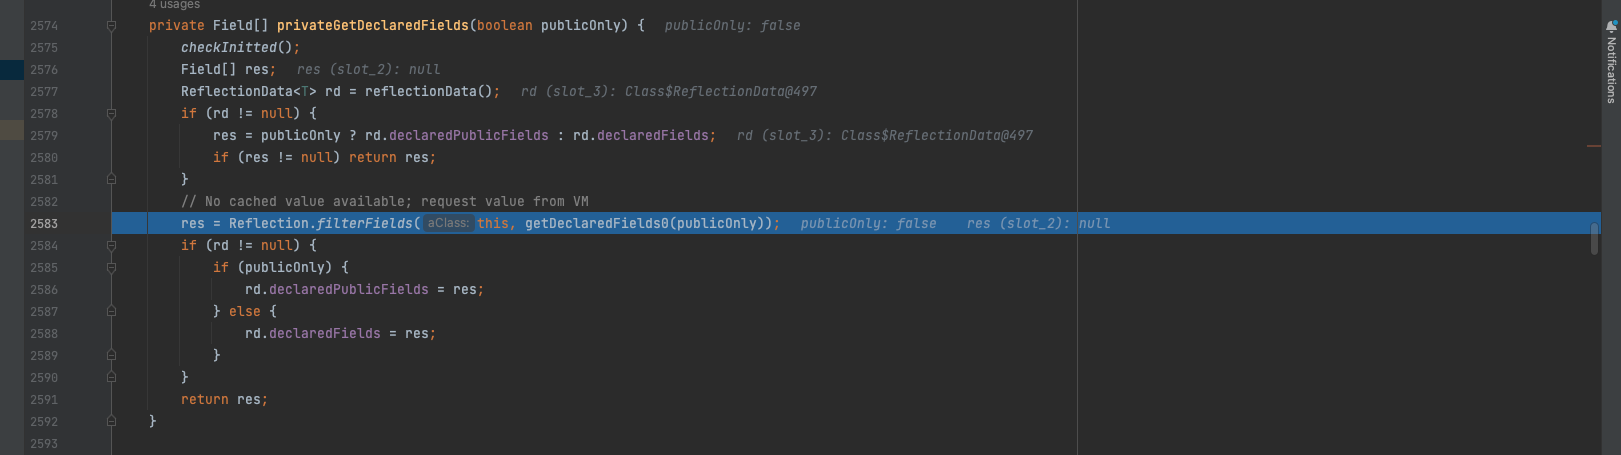 4 usages
2574 private Field[] privateGetDeclaredFields(boolean publicOnly) { publicOnly: false
2575 checkInitted();
2576 Field[] res; res (slot_2): null
2577 ReflectionData<T> rd = reflectionData(); rd (slot_3): Class$ReflectionData@497
2578 if (rd != null) {
2579 res = publicOnly ? rd.declaredPublicFields : rd.declaredFields; rd (slot_3): Class$ReflectionData@497
2580 if (res != null) return res;
2581 }
2582 // No cached value available; request value from VM
2583 res = Reflection.filterFields( aClass: this, getDeclaredFields0(publicOnly)); publicOnly: false res (slot_2): null
2584 if (rd != null) {
2585 if (publicOnly) {
2586 rd.declaredPublicFields = res;
2587 } else {
2588 rd.declaredFields = res;
2589 }
2590 }
2591 return res;
2592 }
2593
Notifications